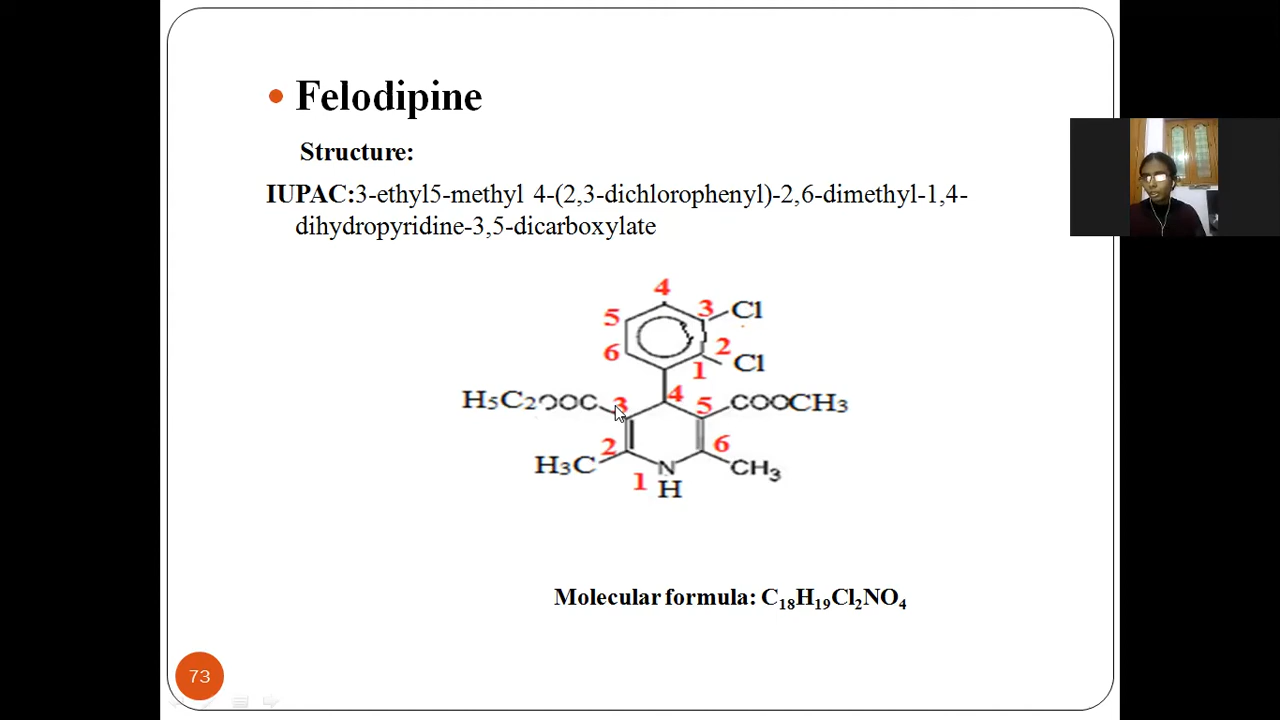 Felodipine
Structure:
IUPAC:3-ethyl5-methyl 4-(2,3-dichlorophenyl)-2,6-dimethyl-1,4-
dihydropyridine-3,5-dicarboxylate
4
3 Cl
5
2
6
Cl
1
4
H5C2OOC 3 5 COOCH3
2 6
H3C N CH3
1 H
Molecular formula: C18H19Cl2NO4
73